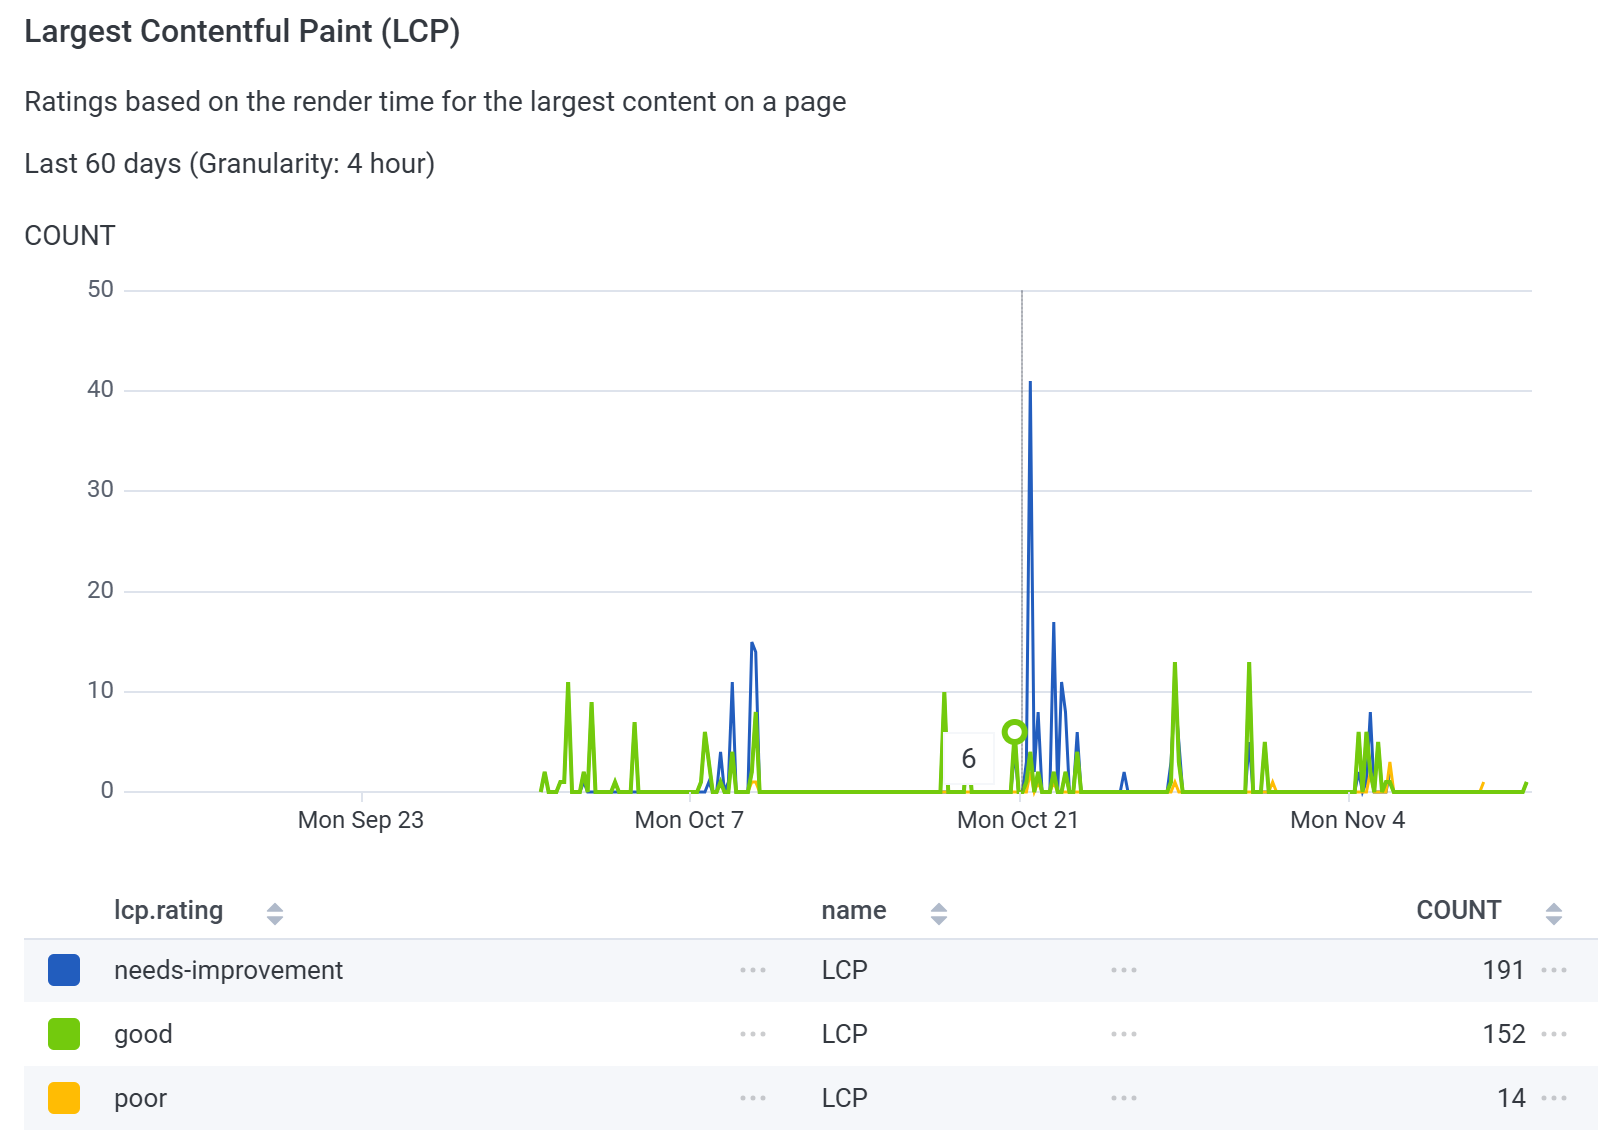 Largest Contentful Paint (LCP)
Ratings based on the render time for the largest content on a page
Last 60 days (Granularity: 4 hour)
COUNT
50
40
30
20
10
0
6
Mon Sep 23 Mon Oct 7 Mon Oct 21 Mon Nov 4
lcp.rating name COUNT
needs-improvement LCP 191
good LCP 152
poor LCP 14